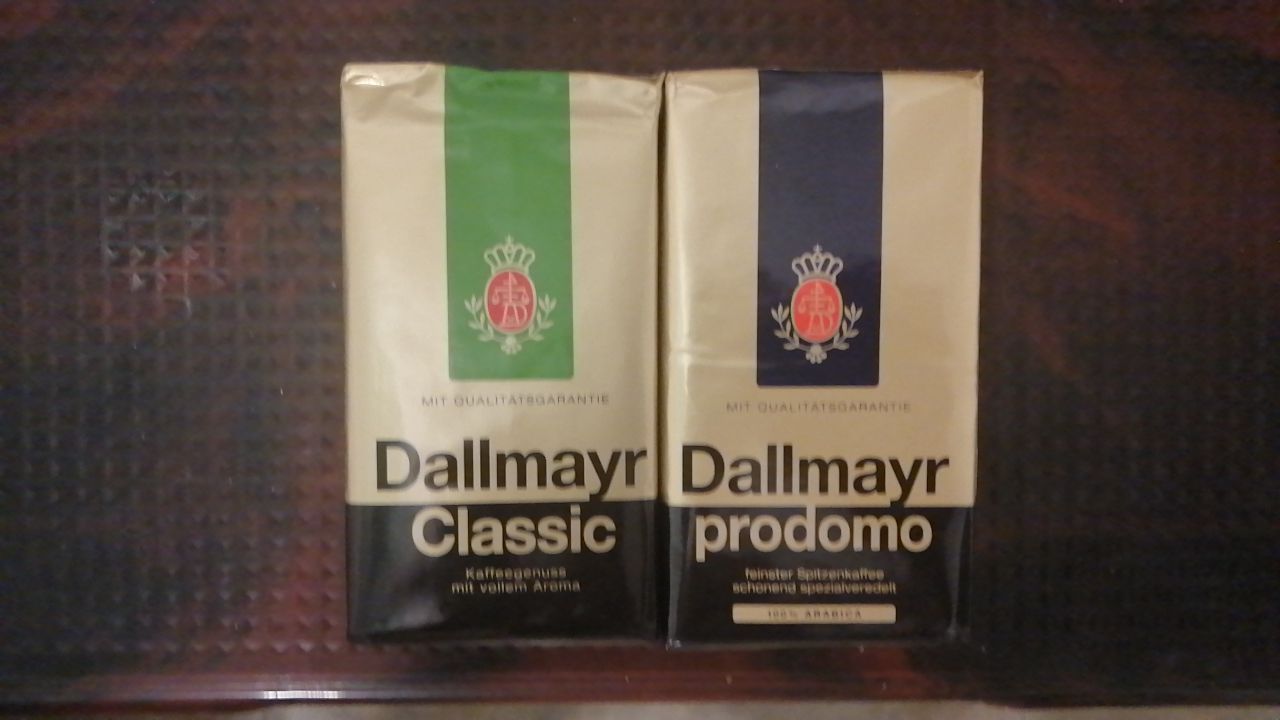 MIT QUALITÄTSGARANTIE
Dallmayr
Classic
Kaffeegenuss
mit vollem Aroma
MIT QUALITÄTSGARANTIE
Dallmayr
prodomo
feinster Spitzenkaffee
schonend spezialveredelt
100% ARABICA